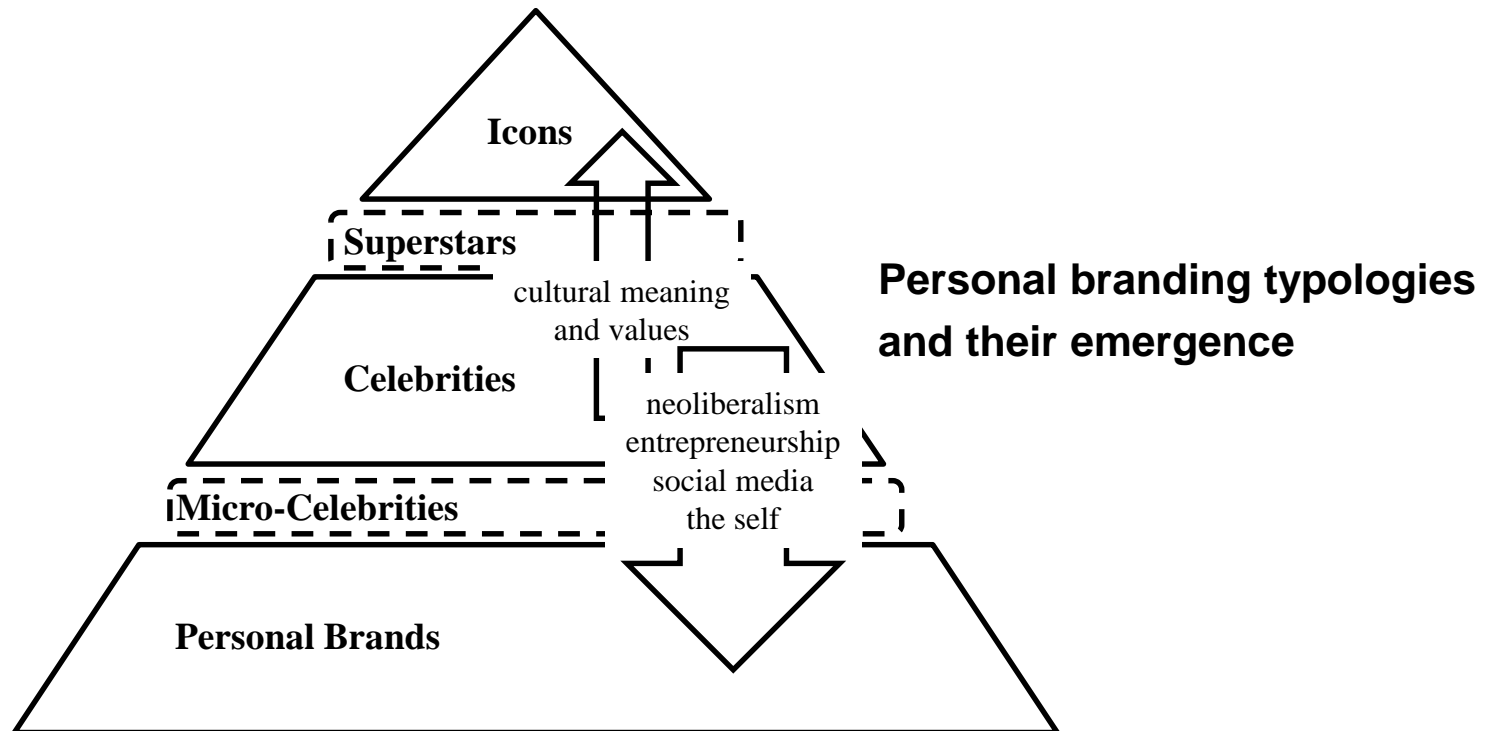 Icons
Superstars
cultural meaning
and values
Celebrities
neoliberalism
entrepreneurship
social media
the self
Micro-Celebrities
Personal Brands
Personal branding typologies
and their emergence